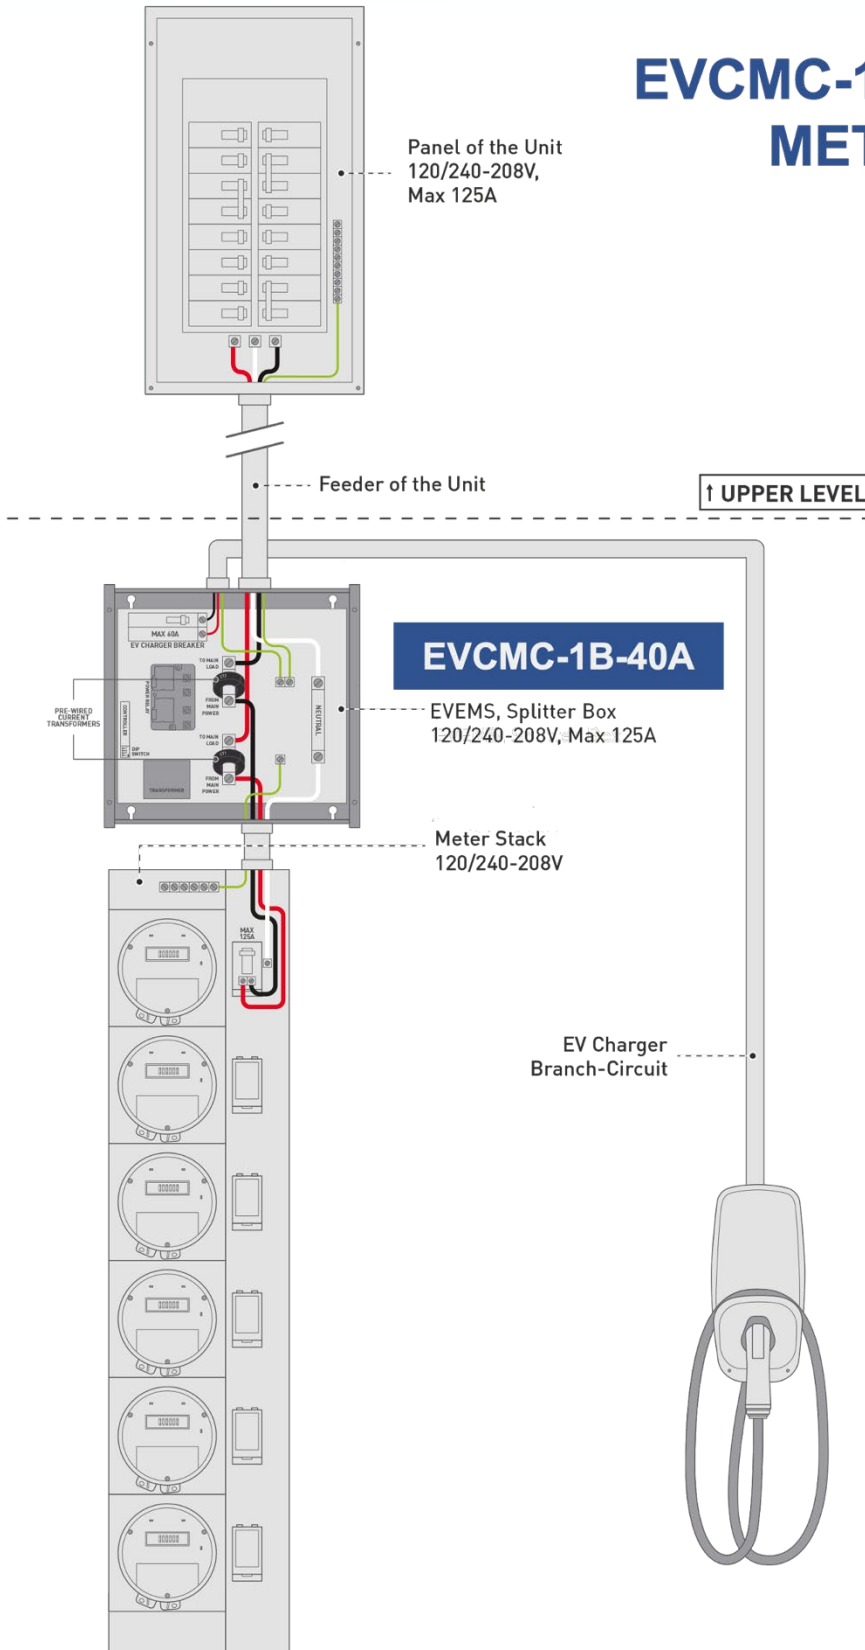 EVCMC-1
MET
Panel of the Unit
120/240-208V,
Max 125A
Feeder of the Unit
↑ UPPER LEVEL
MAX 60A
EV CHARGER BREAKER
TO MAIN
LOAD
POWER RELAY
FROM
MAIN
POWER
PRE-WIRED
CURRENT
TRANSFORMERS
CONTROLLER
DIP
SWITCH
TO MAIN
LOAD
FROM
MAIN
POWER
TRANSFORMER
NEUTRAL
EVCMC-1B-40A
EVEMS, Splitter Box
120/240-208V, Max 125A
Meter Stack
120/240-208V
MAX
125A
EV Charger
Branch-Circuit